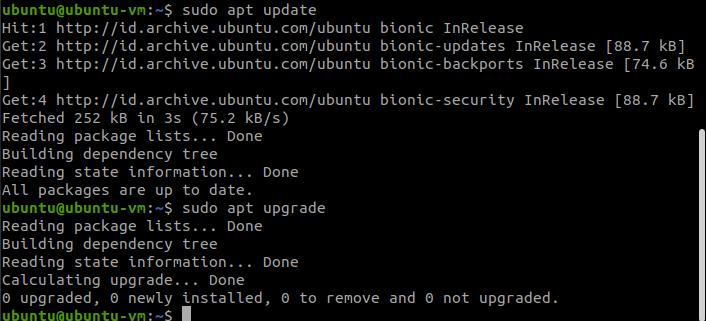 ubuntu@ubuntu-vm:~$ sudo apt update
Hit:1 http://id.archive.ubuntu.com/ubuntu bionic InRelease
Get:2 http://id.archive.ubuntu.com/ubuntu bionic-updates InRelease [88.7 kB]
Get:3 http://id.archive.ubuntu.com/ubuntu bionic-backports InRelease [74.6 kB
]
Get:4 http://id.archive.ubuntu.com/ubuntu bionic-security InRelease [88.7 kB]
Fetched 252 kB in 3s (75.2 kB/s)
Reading package lists... Done
Building dependency tree
Reading state information... Done
All packages are up to date.
ubuntu@ubuntu-vm:~$ sudo apt upgrade
Reading package lists... Done
Building dependency tree
Reading state information... Done
Calculating upgrade... Done
0 upgraded, 0 newly installed, 0 to remove and 0 not upgraded.
ubuntu@ubuntu-vm:~$